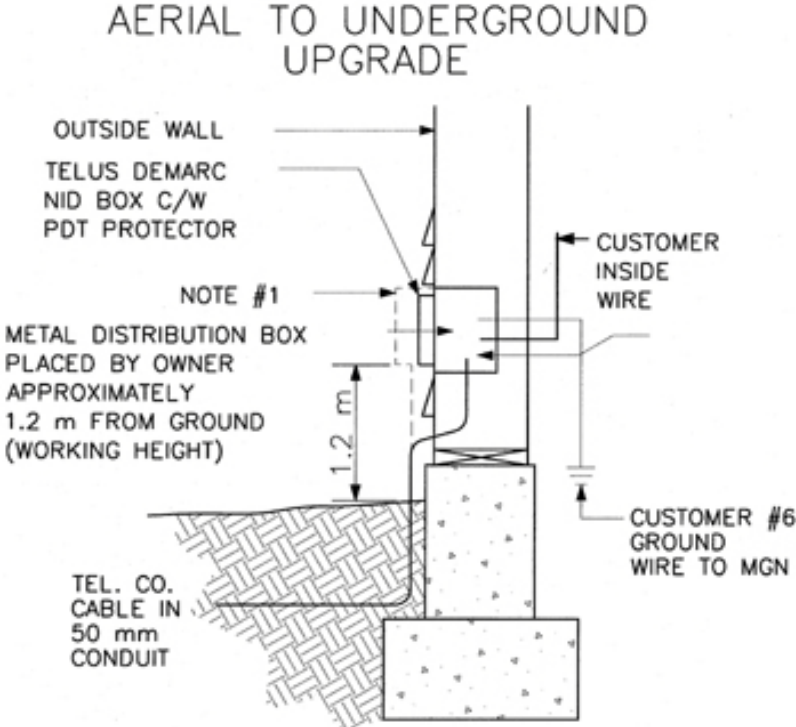 AERIAL TO UNDERGROUND
UPGRADE
OUTSIDE WALL
TELUS DEMARC
NID BOX C/W
PDT PROTECTOR
NOTE #1
METAL DISTRIBUTION BOX
PLACED BY OWNER
APPROXIMATELY
1.2 m FROM GROUND
(WORKING HEIGHT)
1.2 m
CUSTOMER
INSIDE
WIRE
CUSTOMER #6
GROUND
WIRE TO MGN
TEL. CO.
CABLE IN
50 mm
CONDUIT